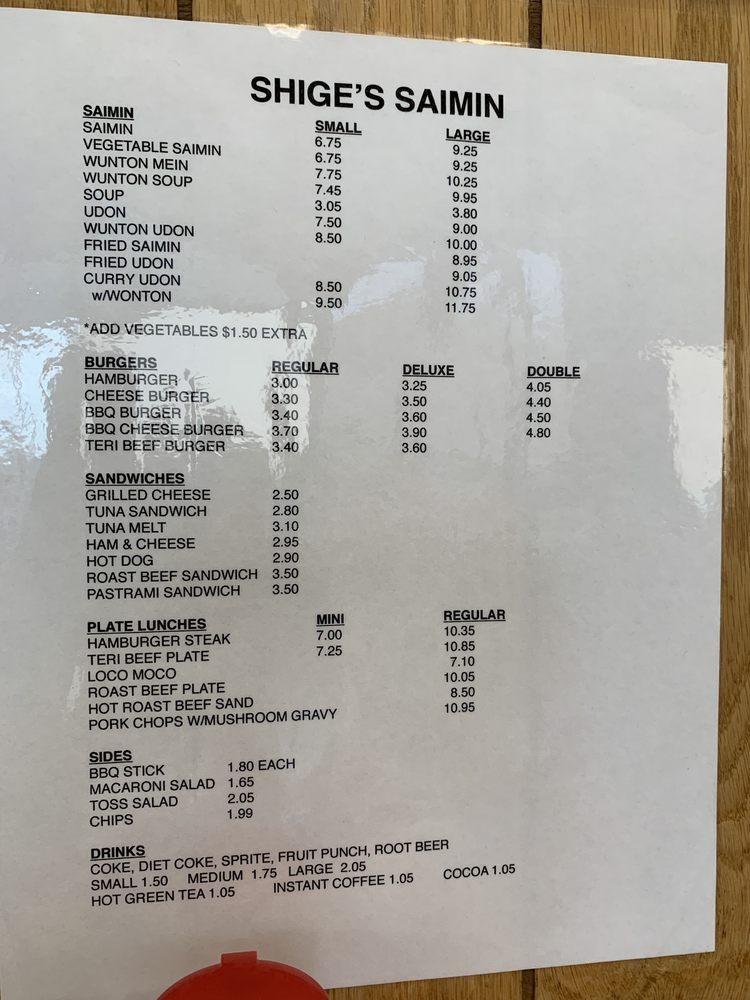 SHIGE'S SAIMIN
SAIMIN SMALL LARGE
SAIMIN 6.75 9.25
VEGETABLE SAIMIN 6.75 9.25
WUNTON MEIN 7.75 10.25
WUNTON SOUP 7.45 9.95
SOUP 3.05 3.80
UDON 7.50 9.00
WUNTON UDON 8.50 10.00
FRIED SAIMIN 8.95
FRIED UDON 9.05
CURRY UDON 8.50 10.75
w/WONTON 9.50 11.75
*ADD VEGETABLES $1.50 EXTRA
BURGERS REGULAR DELUXE DOUBLE
HAMBURGER 3.00 3.25 4.05
CHEESE BURGER 3.30 3.50 4.40
BBQ BURGER 3.40 3.60 4.50
BBQ CHEESE BURGER 3.70 3.90 4.80
TERI BEEF BURGER 3.40 3.60
SANDWICHES
GRILLED CHEESE 2.50
TUNA SANDWICH 2.80
TUNA MELT 3.10
HAM & CHEESE 2.95
HOT DOG 2.90
ROAST BEEF SANDWICH 3.50
PASTRAMI SANDWICH 3.50
PLATE LUNCHES MINI REGULAR
HAMBURGER STEAK 7.00 10.35
TERI BEEF PLATE 7.25 10.85
LOCO MOCO 7.10
ROAST BEEF PLATE 10.05
HOT ROAST BEEF SAND 8.50
PORK CHOPS W/MUSHROOM GRAVY 10.95
SIDES
BBQ STICK 1.80 EACH
MACARONI SALAD 1.65
TOSS SALAD 2.05
CHIPS 1.99
DRINKS
COKE, DIET COKE, SPRITE, FRUIT PUNCH, ROOT BEER
SMALL 1.50 MEDIUM 1.75 LARGE 2.05
HOT GREEN TEA 1.05 INSTANT COFFEE 1.05 COCOA 1.05